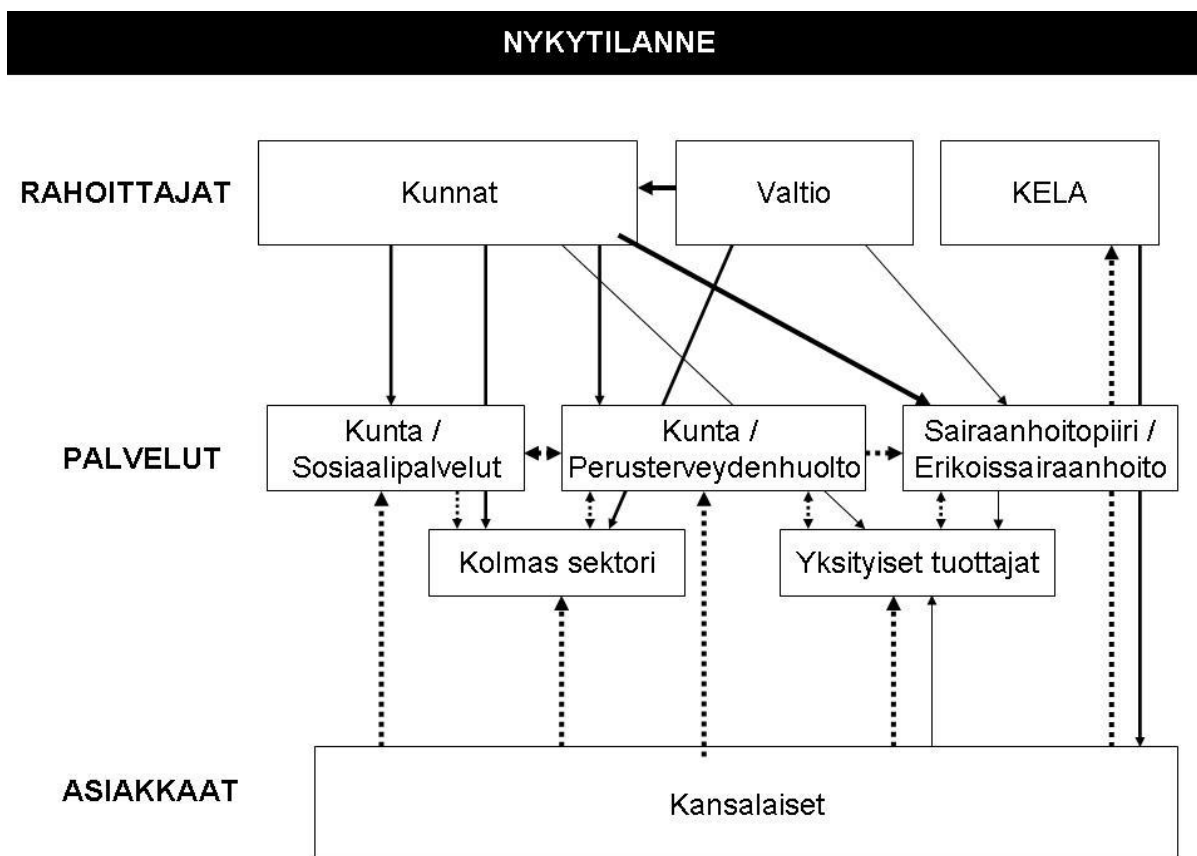 NYKYTILANNE
RAHOITTAJAT
Kunnat
Valtio
KELA
PALVELUT
Kunta /
Sosiaalipalvelut
Kunta /
Perusterveydenhuolto
Sairaanhoitopiiri /
Erikoissairaanhoito
Kolmas sektori
Yksityiset tuottajat
ASIAKKAAT
Kansalaiset